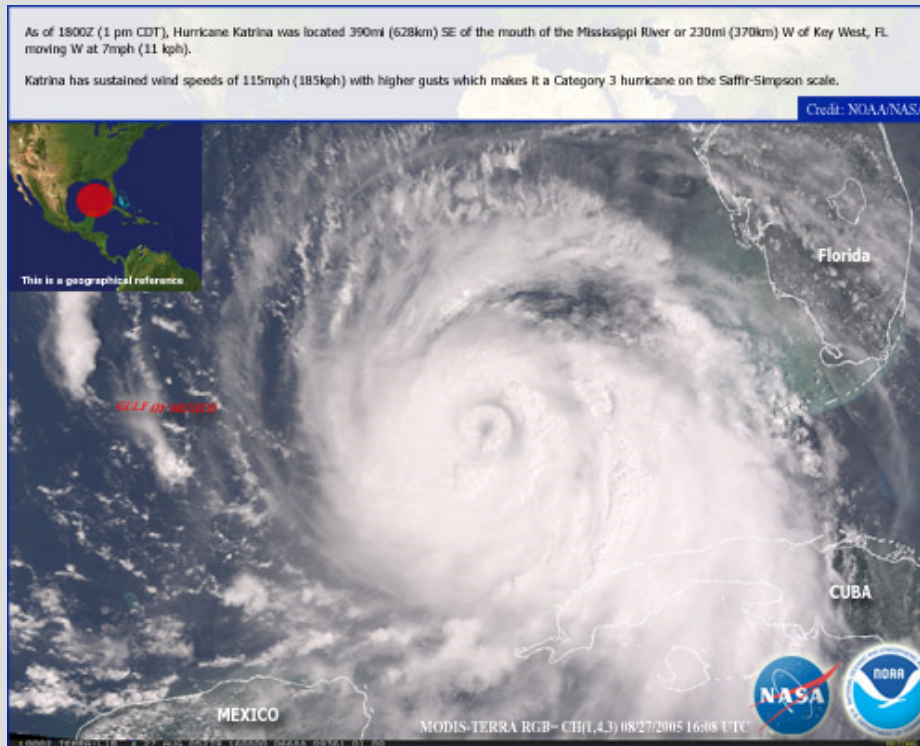 As of 1800Z (1 pm CDT), Hurricane Katrina was located 390mi (628km) SE of the mouth of the Mississippi River or 230mi (370km) W of Key West, FL
moving W at 7mph (11 kph).
Katrina has sustained wind speeds of 115mph (185kph) with higher gusts which makes it a Category 3 hurricane on the Saffir-Simpson scale.
Credit: NOAA/NASA
This is a geographical reference
Florida
GULF OF MEXICO
CUBA
NASA
NOAA
MEXICO
MODIS-TERRA RGB= CH(1,4,3) 08/27/2005 16:08 UTC